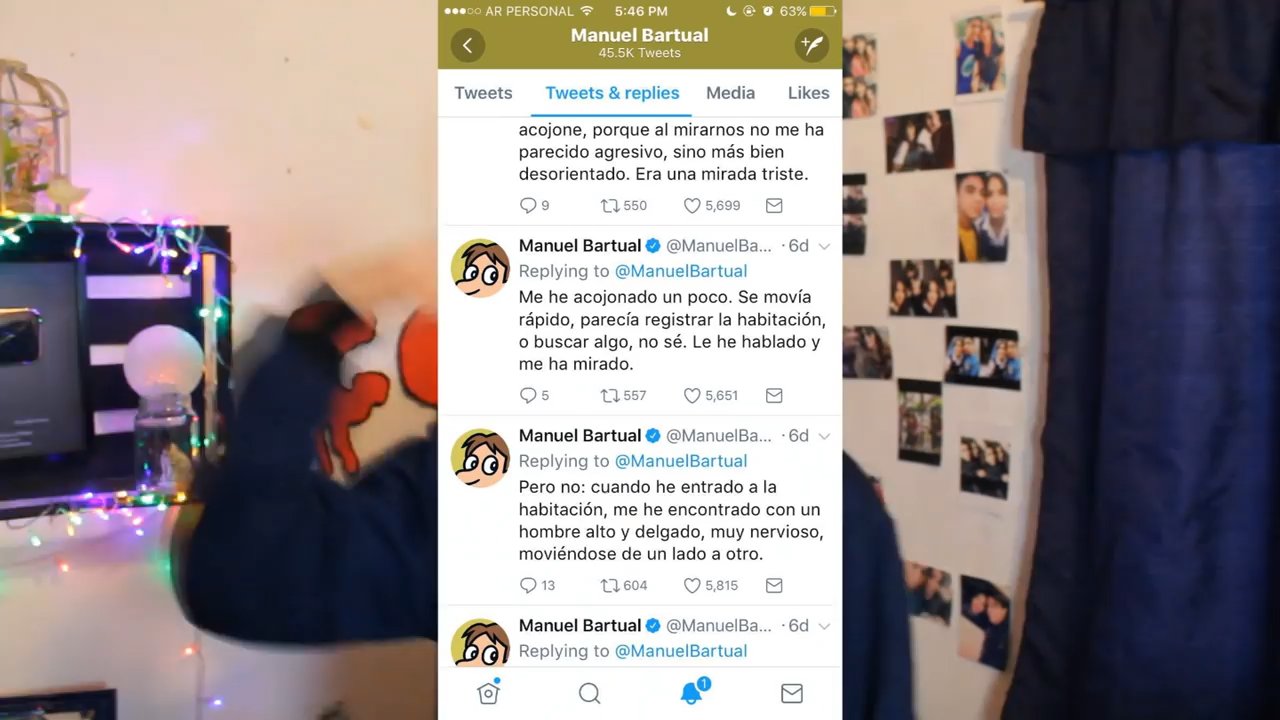 AR PERSONAL 5:46 PM 63%
Manuel Bartual
45.5K Tweets
Tweets Tweets & replies Media Likes
acojone, porque al mirarnos no me ha
parecido agresivo, sino más bien
desorientado. Era una mirada triste.
9 550 5,699
Manuel Bartual @ManuelBa... · 6d
Replying to @ManuelBartual
Me he acojonado un poco. Se movía
rápido, parecía registrar la habitación,
o buscar algo, no sé. Le he hablado y
me ha mirado.
5 557 5,651
Manuel Bartual @ManuelBa... · 6d
Replying to @ManuelBartual
Pero no: cuando he entrado a la
habitación, me he encontrado con un
hombre alto y delgado, muy nervioso,
moviéndose de un lado a otro.
13 604 5,815
Manuel Bartual @ManuelBa... · 6d
Replying to @ManuelBartual
1